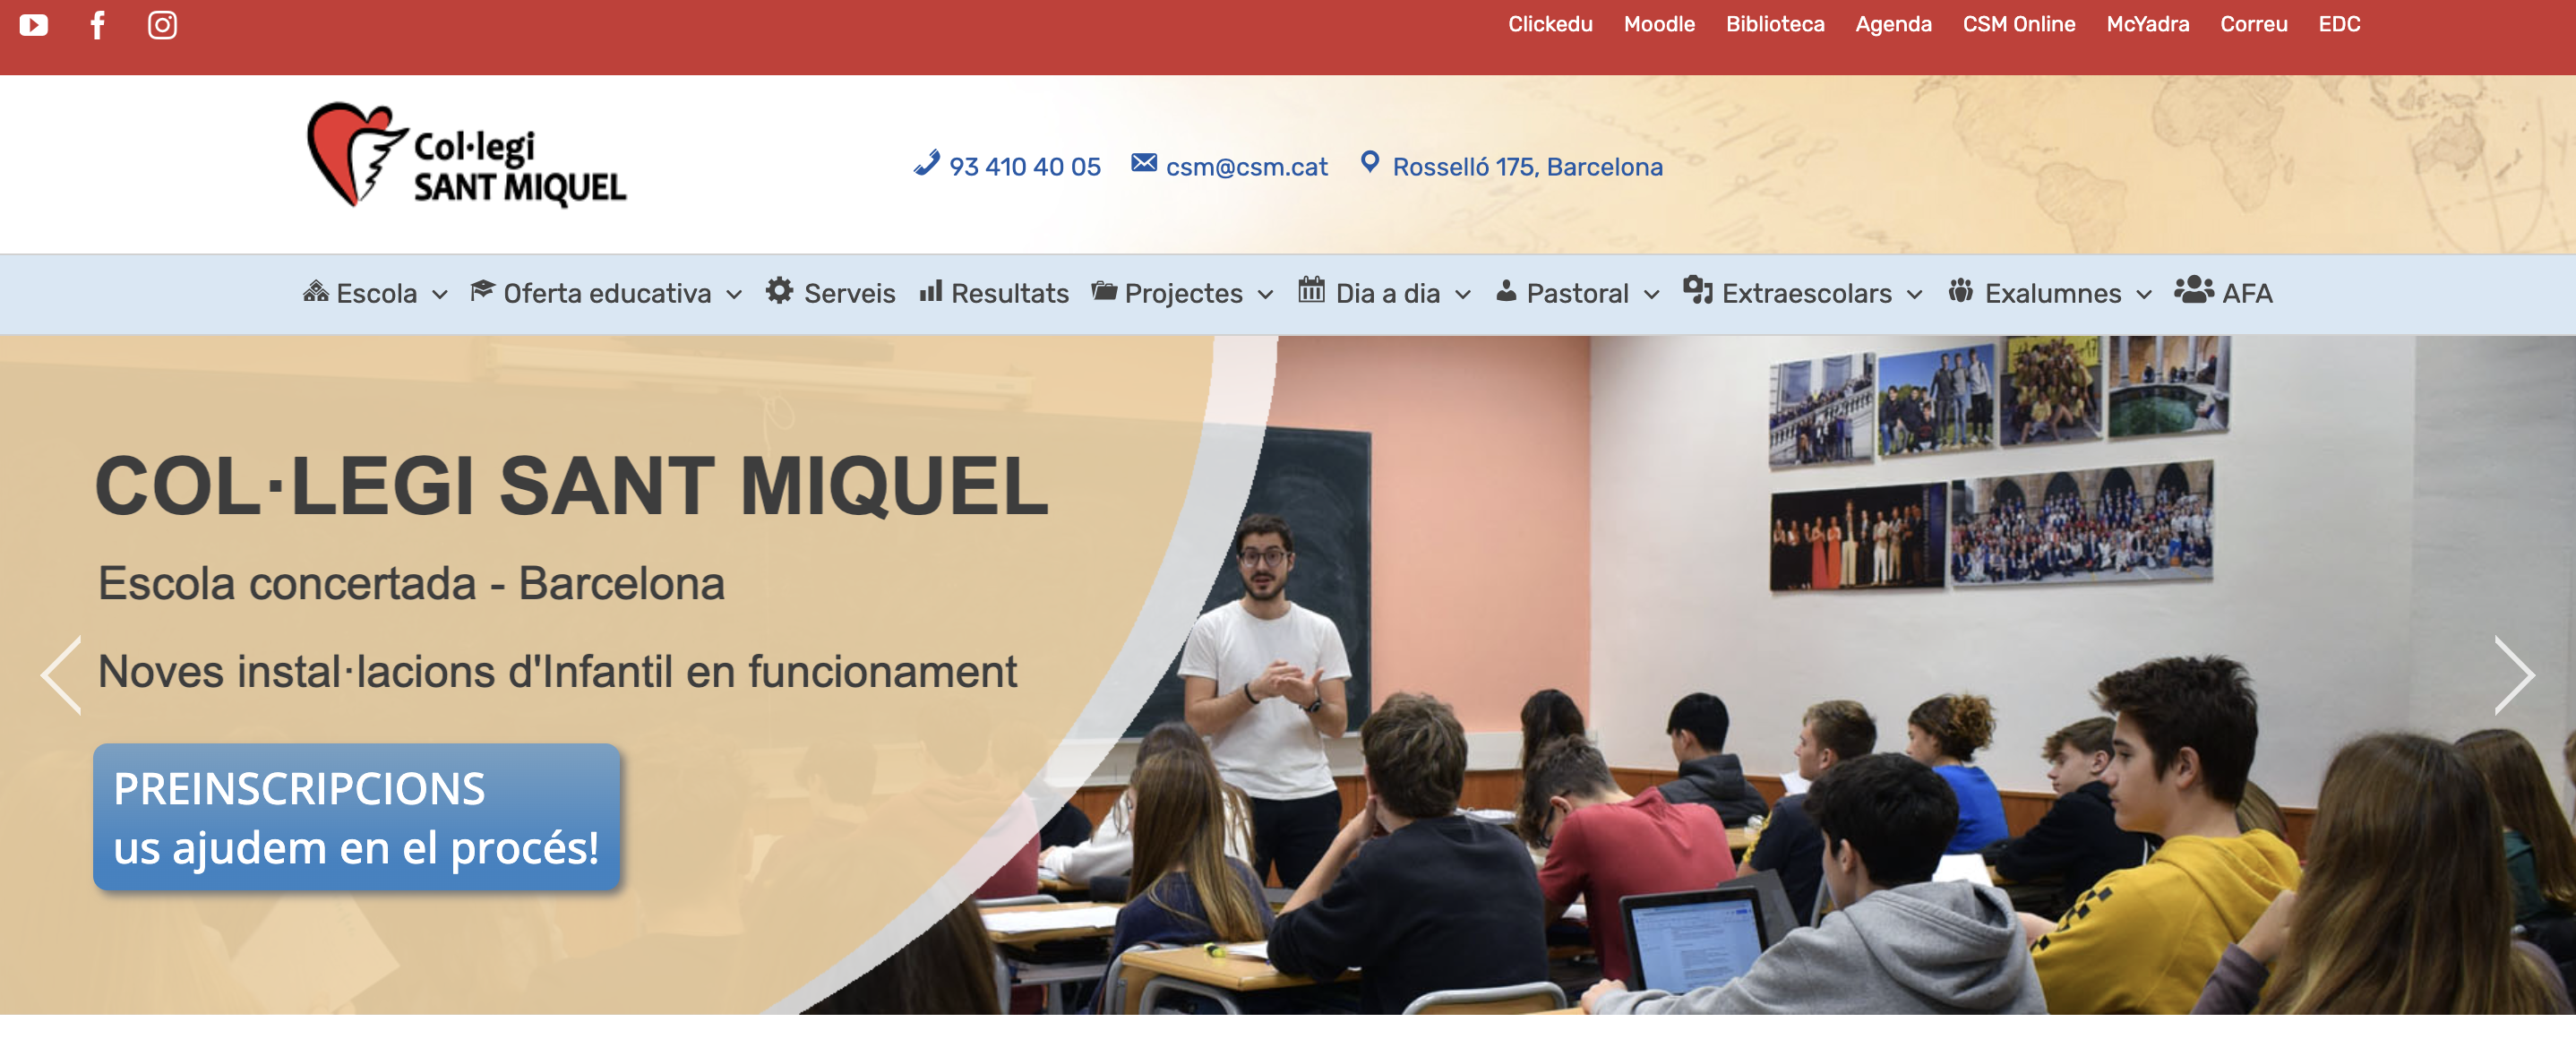 Clickedu Moodle Biblioteca Agenda CSM Online McYadra Correu EDC
Col·legi
SANT MIQUEL
93 410 40 05 csm@csm.cat Rosselló 175, Barcelona
Escola Oferta educativa Serveis Resultats Projectes Dia a dia Pastoral Extraescolars Exalumnes AFA
COL·LEGI SANT MIQUEL
Escola concertada - Barcelona
Noves instal·lacions d'Infantil en funcionament
PREINSCRIPCIONS
us ajudem en el procés!